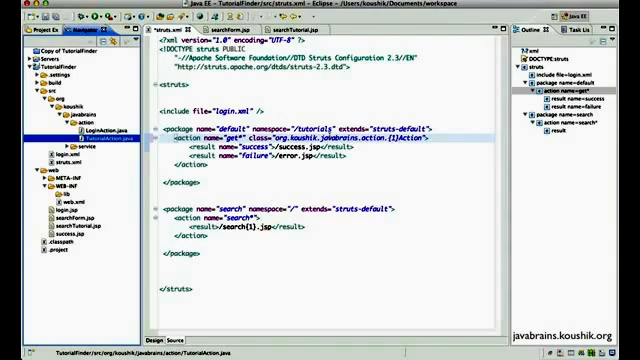 Java EE - TutorialFinder/src/struts.xml - Eclipse - /Users/koushik/Documents/workspace
Java EE
Project Ex
Navigator
*struts.xml
searchForm.jsp
searchTutorial.jsp
Outline
Task Lis
Copy of TutorialFinder
TutorialFinder
.settings
build
src
org
koushik
javabrains
action
LoginAction.java
TutorialAction.java
service
login.xml
struts.xml
web
META-INF
WEB-INF
lib
web.xml
login.jsp
searchForm.jsp
searchTutorial.jsp
success.jsp
.classpath
.project
<?xml version="1.0" encoding="UTF-8" ?>
<!DOCTYPE struts PUBLIC
"-//Apache Software Foundation//DTD Struts Configuration 2.3//EN"
"http://struts.apache.org/dtds/struts-2.3.dtd">
<struts>
<include file="login.xml" />
<package name="default" namespace="/tutorials" extends="struts-default">
<action name="get*" class="org.koushik.javabrains.action.{1}Action">
<result name="success">/success.jsp</result>
<result name="failure">/error.jsp</result>
</action>
</package>
<package name="search" namespace="/" extends="struts-default">
<action name="search*">
<result>/search{1}.jsp</result>
</action>
</package>
</struts>
Design
Source
xml
DOCTYPE:struts
struts
include file=login.xml
package name=default
action name=get*
result name=success
result name=failure
package name=search
action name=search*
result
javabrains.koushik.org
TutorialFinder/src/org/koushik/javabrains/action/TutorialAction.java